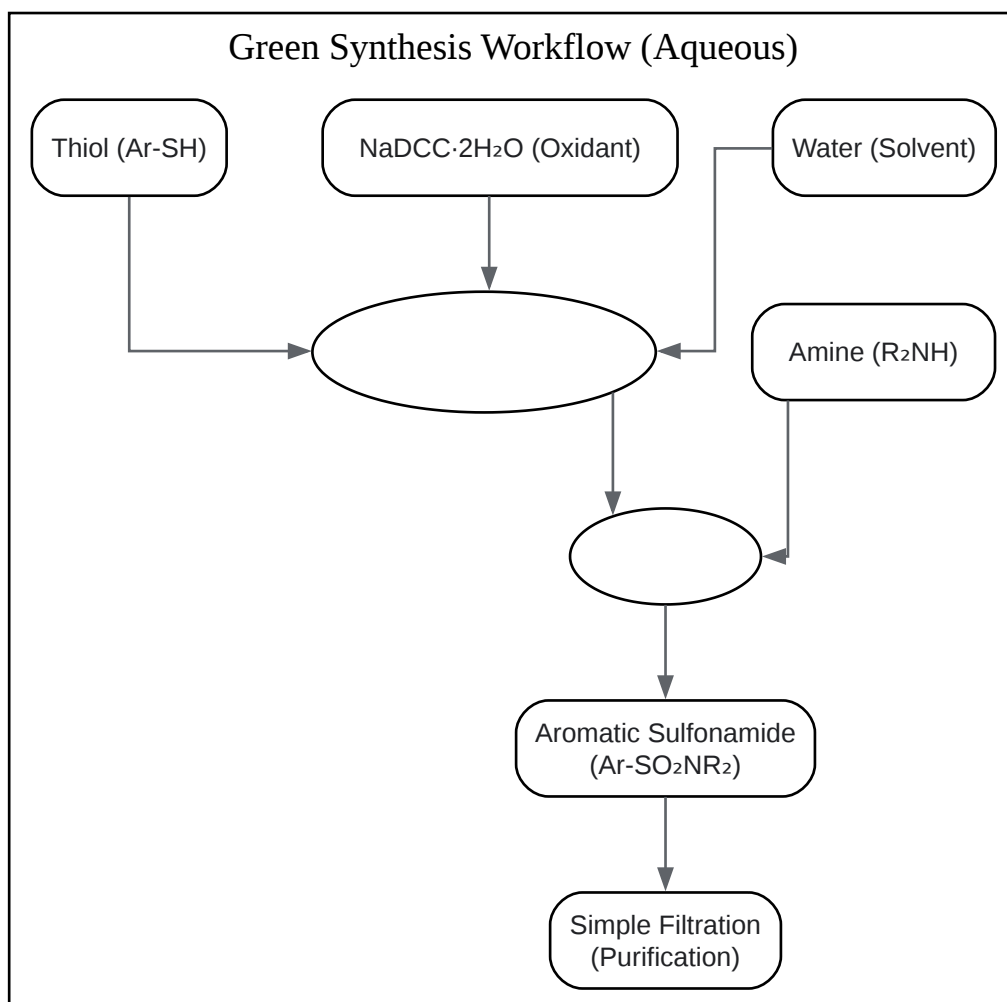 Green Synthesis Workflow (Aqueous)
Thiol (Ar-SH)
NaDCC·2H₂O (Oxidant)
Water (Solvent)
Amine (R₂NH)
Aromatic Sulfonamide
(Ar-SO₂NR₂)
Simple Filtration
(Purification)